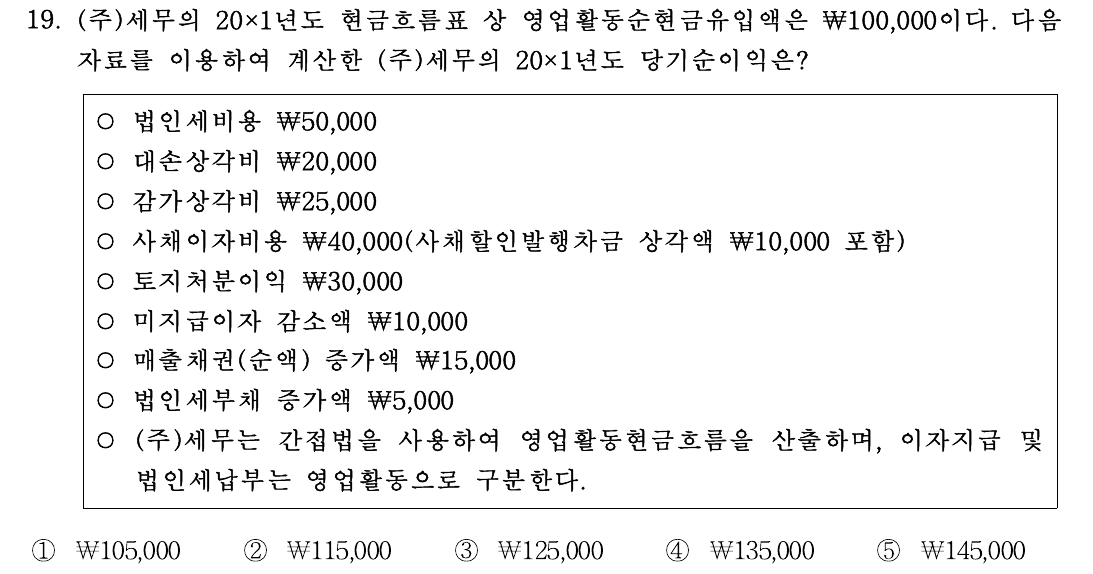 19. (주)세무의 20×1년도 현금흐름표 상 영업활동순현금유입액은 ₩100,000이다. 다음
자료를 이용하여 계산한 (주)세무의 20×1년도 당기순이익은?
○ 법인세비용 ₩50,000
○ 대손상각비 ₩20,000
○ 감가상각비 ₩25,000
○ 사채이자비용 ₩40,000(사채할인발행차금 상각액 ₩10,000 포함)
○ 토지처분이익 ₩30,000
○ 미지급이자 감소액 ₩10,000
○ 매출채권(순액) 증가액 ₩15,000
○ 법인세부채 증가액 ₩5,000
○ (주)세무는 간접법을 사용하여 영업활동현금흐름을 산출하며, 이자지급 및
법인세납부는 영업활동으로 구분한다.
① ₩105,000 ② ₩115,000 ③ ₩125,000 ④ ₩135,000 ⑤ ₩145,000